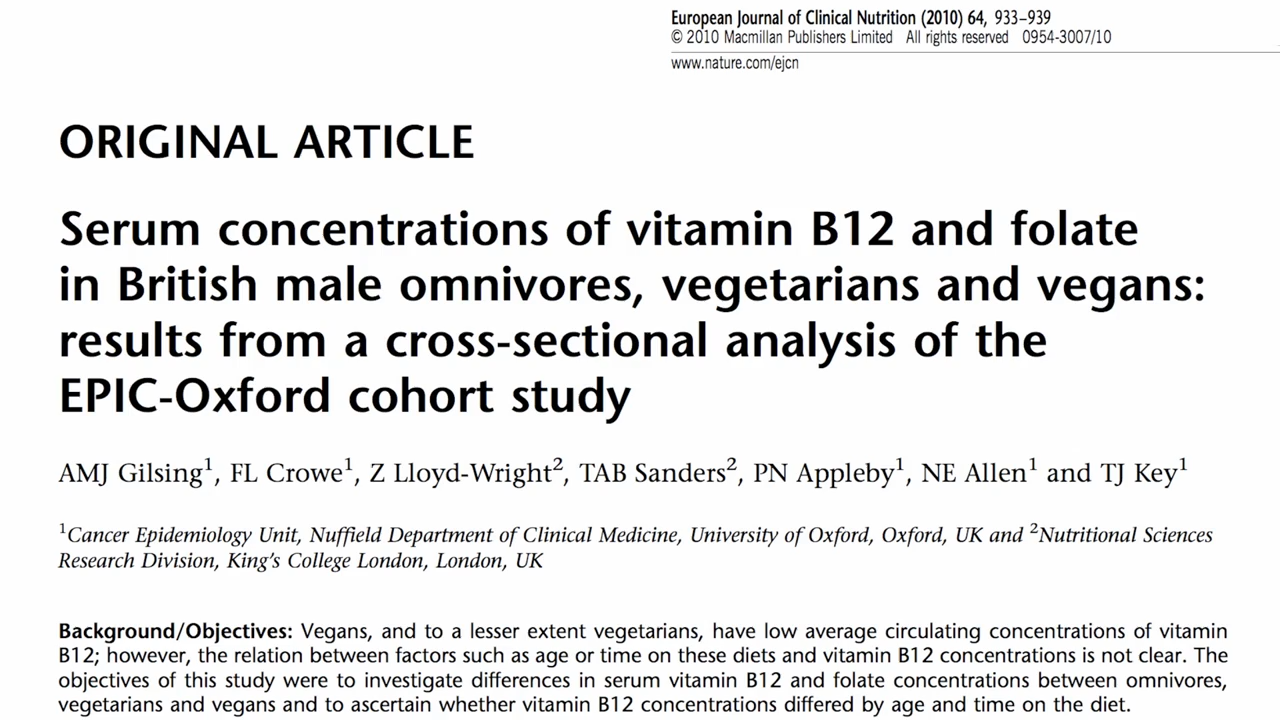 European Journal of Clinical Nutrition (2010) 64, 933–939
© 2010 Macmillan Publishers Limited All rights reserved 0954-3007/10
www.nature.com/ejcn
ORIGINAL ARTICLE
Serum concentrations of vitamin B12 and folate
in British male omnivores, vegetarians and vegans:
results from a cross-sectional analysis of the
EPIC-Oxford cohort study
AMJ Gilsing1, FL Crowe1, Z Lloyd-Wright2, TAB Sanders2, PN Appleby1, NE Allen1 and TJ Key1
1Cancer Epidemiology Unit, Nuffield Department of Clinical Medicine, University of Oxford, Oxford, UK and 2Nutritional Sciences
Research Division, King's College London, London, UK
Background/Objectives: Vegans, and to a lesser extent vegetarians, have low average circulating concentrations of vitamin
B12; however, the relation between factors such as age or time on these diets and vitamin B12 concentrations is not clear. The
objectives of this study were to investigate differences in serum vitamin B12 and folate concentrations between omnivores,
vegetarians and vegans and to ascertain whether vitamin B12 concentrations differed by age and time on the diet.